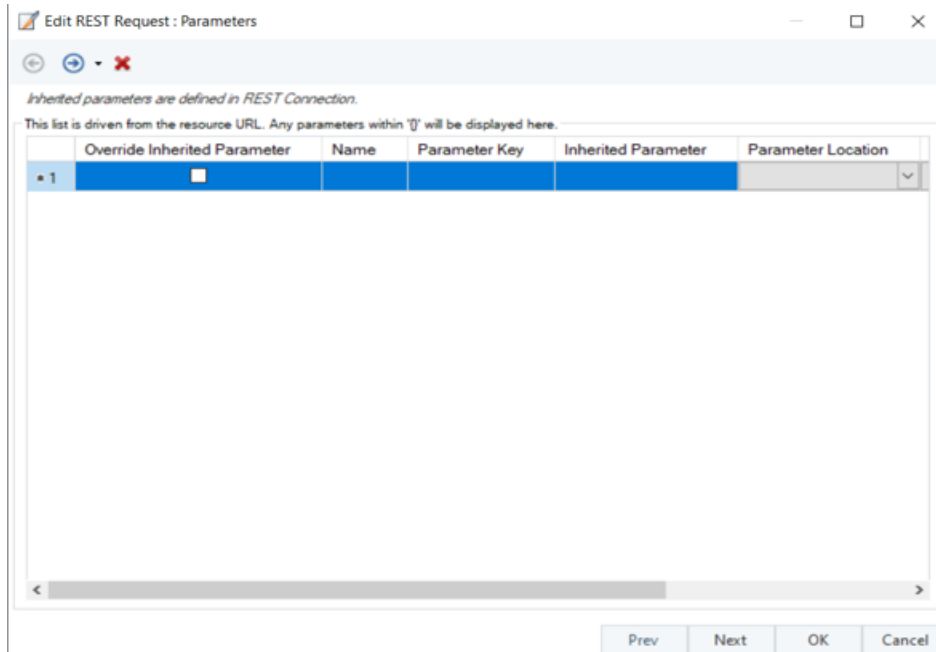 Edit REST Request : Parameters
Inherited parameters are defined in REST Connection.
This list is driven from the resource URL. Any parameters within '{}' will be displayed here.
Override Inherited Parameter Name Parameter Key Inherited Parameter Parameter Location
1
Prev Next OK Cancel